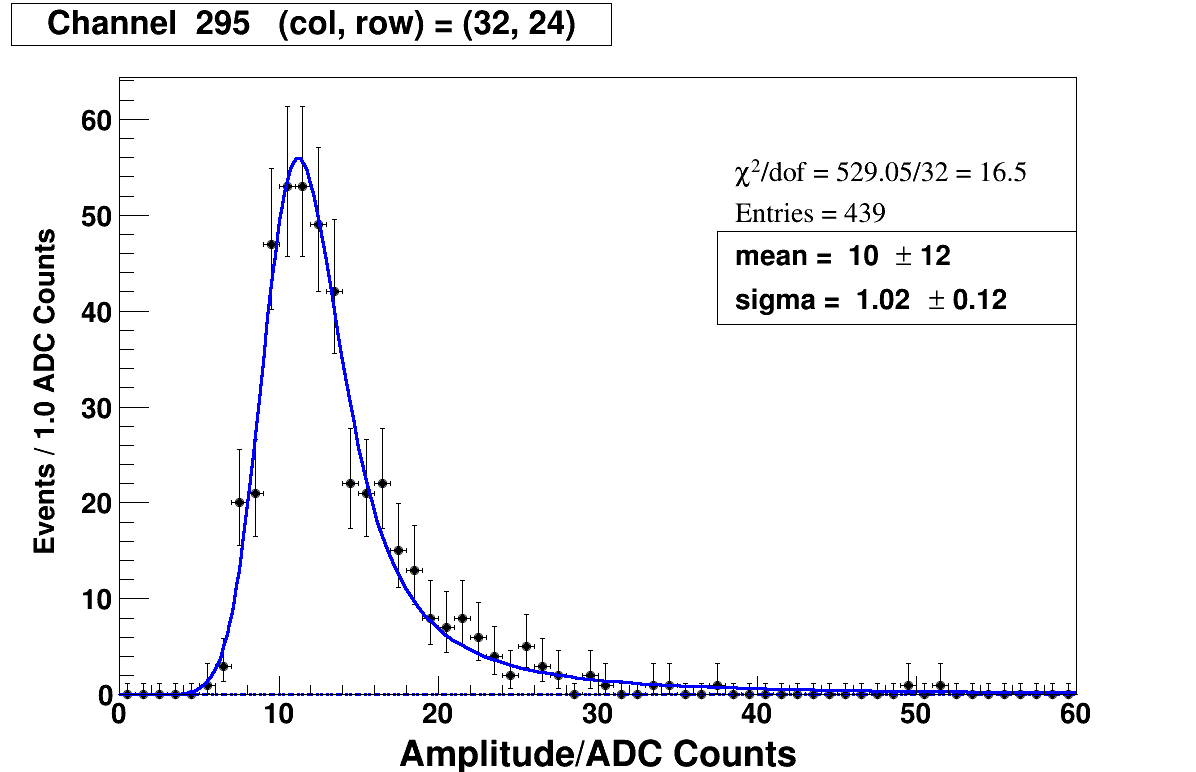 Channel 295 (col, row) = (32, 24)
χ²/dof = 529.05/32 = 16.5
Entries = 439
mean = 10 ± 12
sigma = 1.02 ± 0.12
Events / 1.0 ADC Counts
60
50
40
30
20
10
0
0 10 20 30 40 50 60
Amplitude/ADC Counts